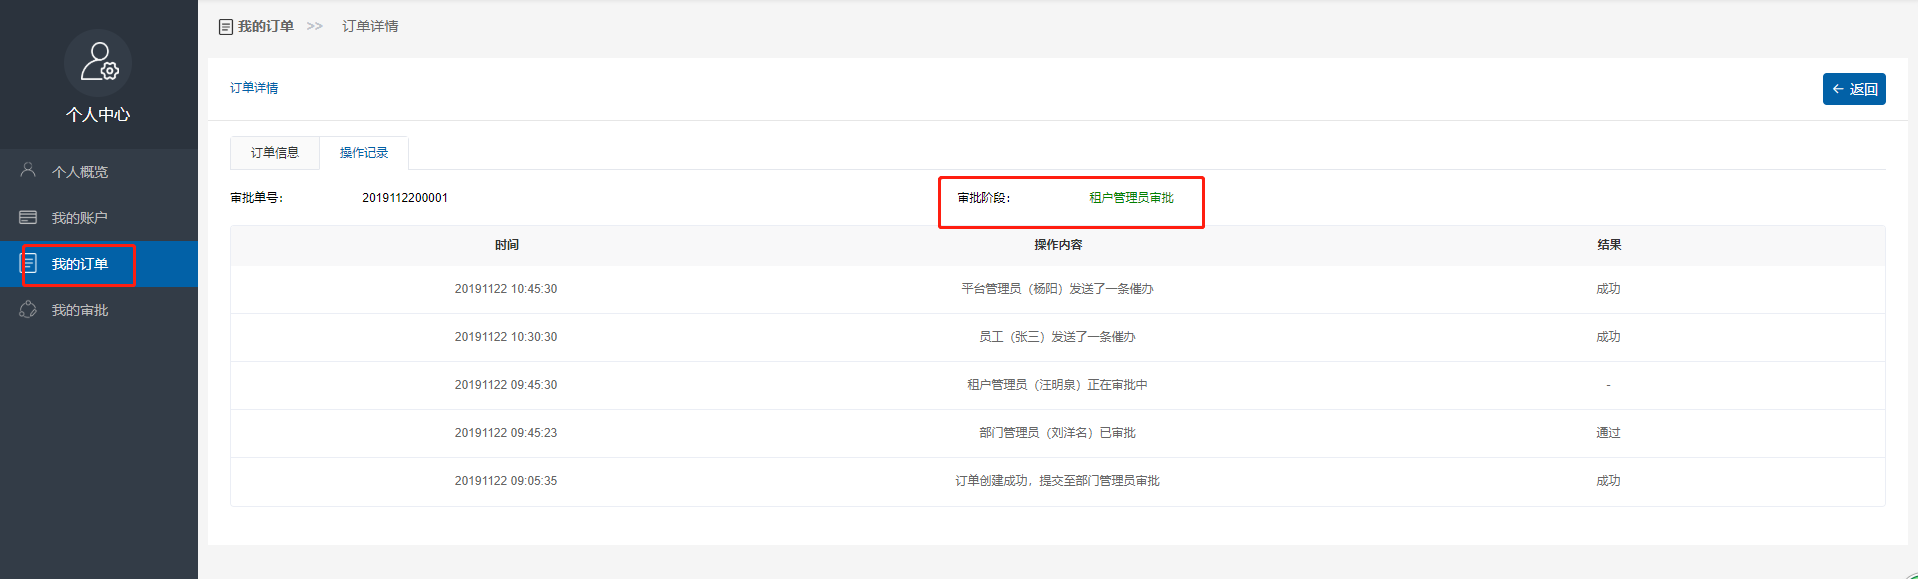 我的订单 >> 订单详情
个人中心
个人概览
我的账户
我的订单
我的审批
订单详情
← 返回
订单信息 操作记录
审批单号: 2019112200001 审批阶段: 租户管理员审批
时间 操作内容 结果
20191122 10:45:30 平台管理员（杨阳）发送了一条催办 成功
20191122 10:30:30 员工（张三）发送了一条催办 成功
20191122 09:45:30 租户管理员（汪明泉）正在审批中 -
20191122 09:45:23 部门管理员（刘洋名）已审批 通过
20191122 09:05:35 订单创建成功，提交至部门管理员审批 成功